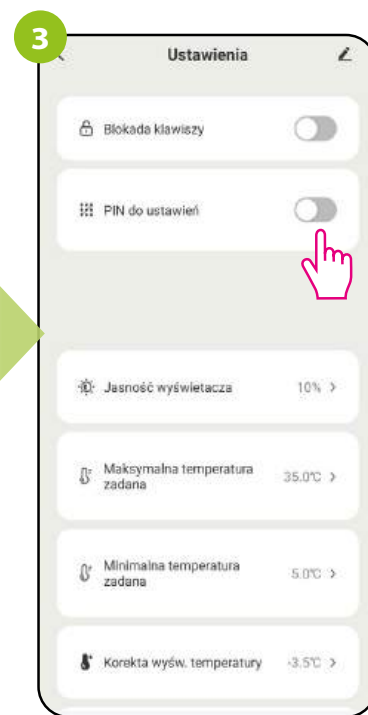 3
Ustawienia
Blokada klawiszy
PIN do ustawień
Jasność wyświetacza 10% >
Maksymalna temperatura
zadana 35.0°C >
Minimalna temperatura
zadana 5.0°C >
Korekta wyśw. temperatury -3.5°C >